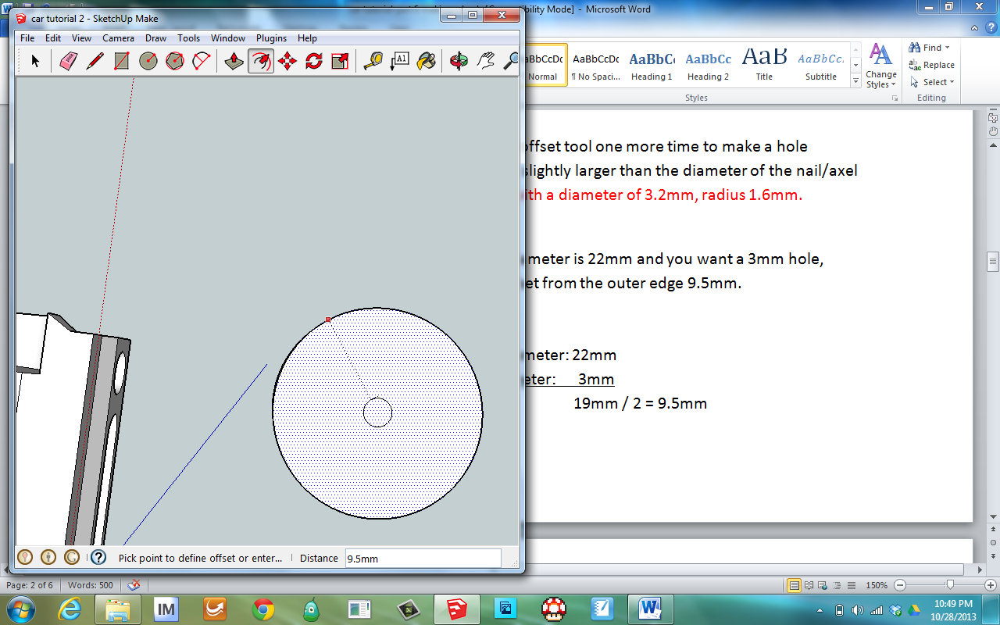 car tutorial 2 - SketchUp Make
File Edit View Camera Draw Tools Window Plugins Help
A1
Pick point to define offset or enter... Distance 9.5mm
Mode] - Microsoft Word
Normal
AaBbCcDc
¶ No Spaci...
AaBbCc
Heading 1
AaBbCc
Heading 2
AaB
Title
AaBbCc.
Subtitle
Change
Styles
Styles
Find
Replace
Select
Editing
offset tool one more time to make a hole
slightly larger than the diameter of the nail/axel
ith a diameter of 3.2mm, radius 1.6mm.
meter is 22mm and you want a 3mm hole,
et from the outer edge 9.5mm.
meter: 22mm
eter: 3mm
19mm / 2 = 9.5mm
Page: 2 of 6 Words: 500
150%
IM
10:49 PM
10/28/2013